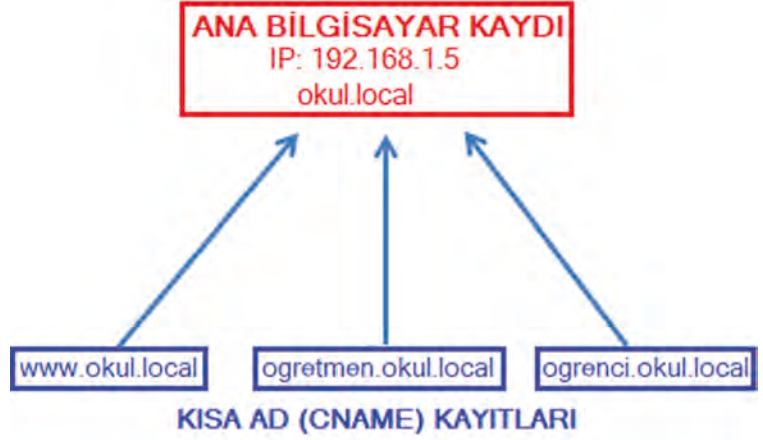 ANA BİLGİSAYAR KAYDI
IP: 192.168.1.5
okul.local
www.okul.local
ogretmen.okul.local
ogrenci.okul.local
KISA AD (CNAME) KAYITLARI